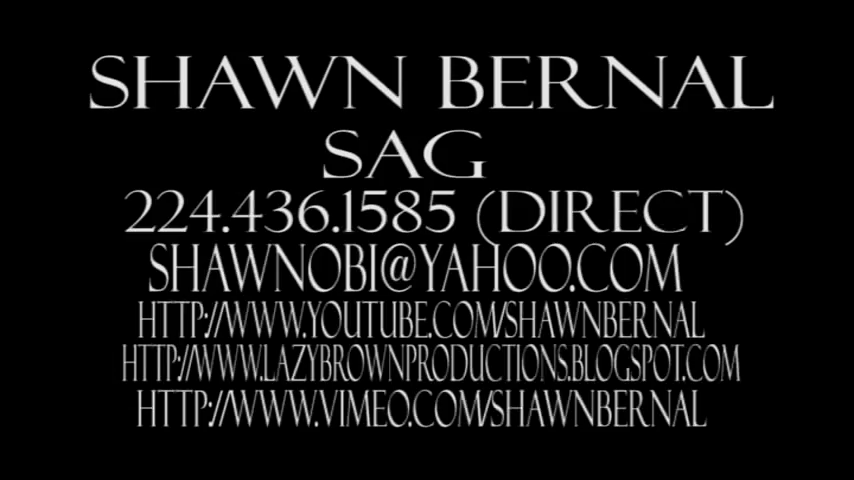 SHAWN BERNAL
SAG
224.436.1585 (DIRECT)
SHAWNOBI@YAHOO.COM
HTTP://WWW.YOUTUBE.COM/SHAWNBERNAL
HTTP://WWW.LAZYBROWNPRODUCTIONS.BLOGSPOT.COM
HTTP://WWW.VIMEO.COM/SHAWNBERNAL